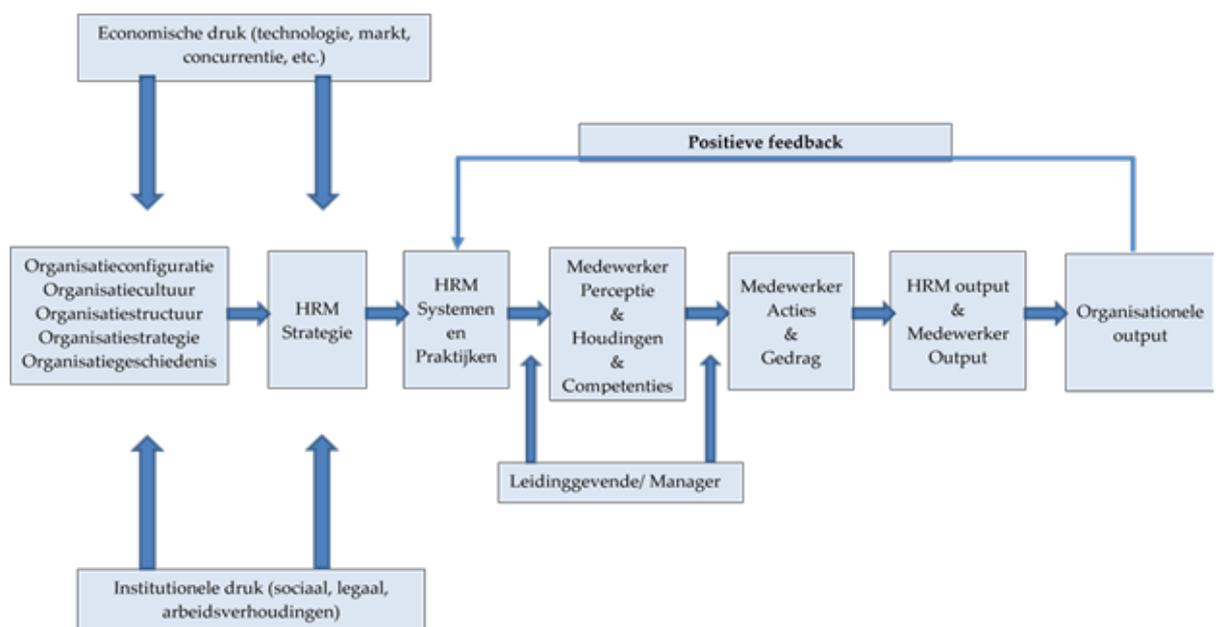 Economische druk (technologie, markt,
concurrentie, etc.)
Positieve feedback
Organisatieconfiguratie
Organisatiecultuur
Organisatiestructuur
Organisatiestrategie
Organisatiegeschiedenis
HRM
Strategie
HRM
Systemen
en
Praktijken
Medewerker
Perceptie
&
Houdingen
&
Competenties
Medewerker
Acties
&
Gedrag
HRM output
&
Medewerker
Output
Organisationele
output
Leidinggevende/ Manager
Institutionele druk (sociaal, legaal,
arbeidsverhoudingen)